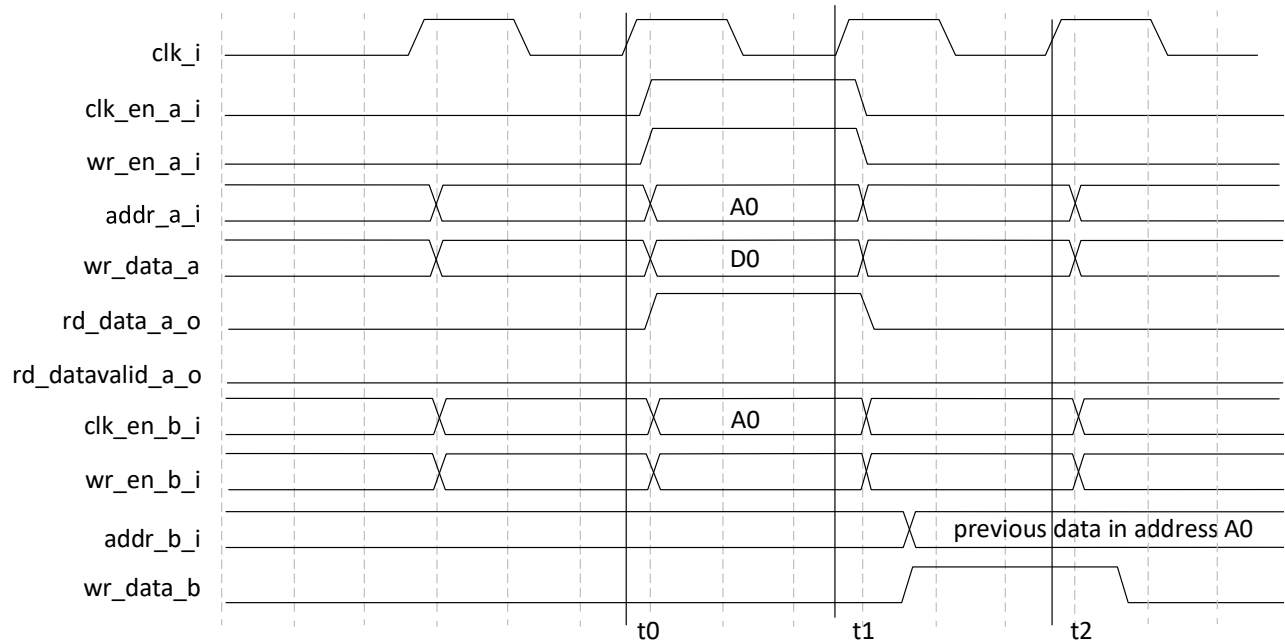 clk_i
clk_en_a_i
wr_en_a_i
addr_a_i A0
wr_data_a D0
rd_data_a_o
rd_datavalid_a_o
clk_en_b_i A0
wr_en_b_i
addr_b_i previous data in address A0
wr_data_b
t0 t1 t2